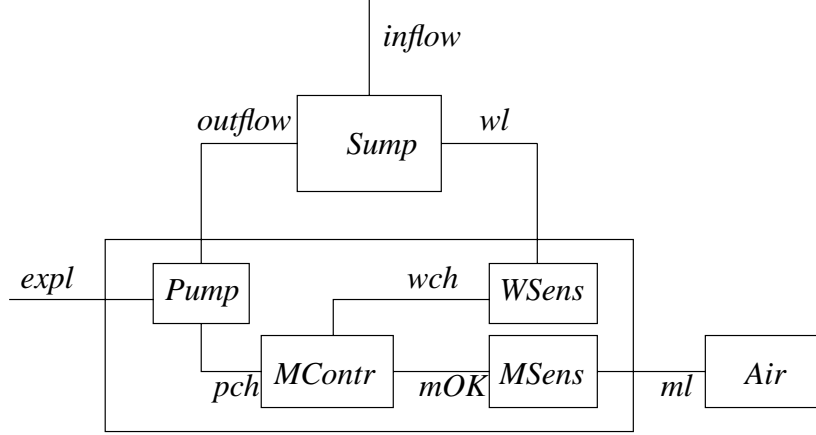 inflow
outflow
Sump
wl
expl
Pump
wch
WSens
pch
MContr
mOK
MSens
ml
Air